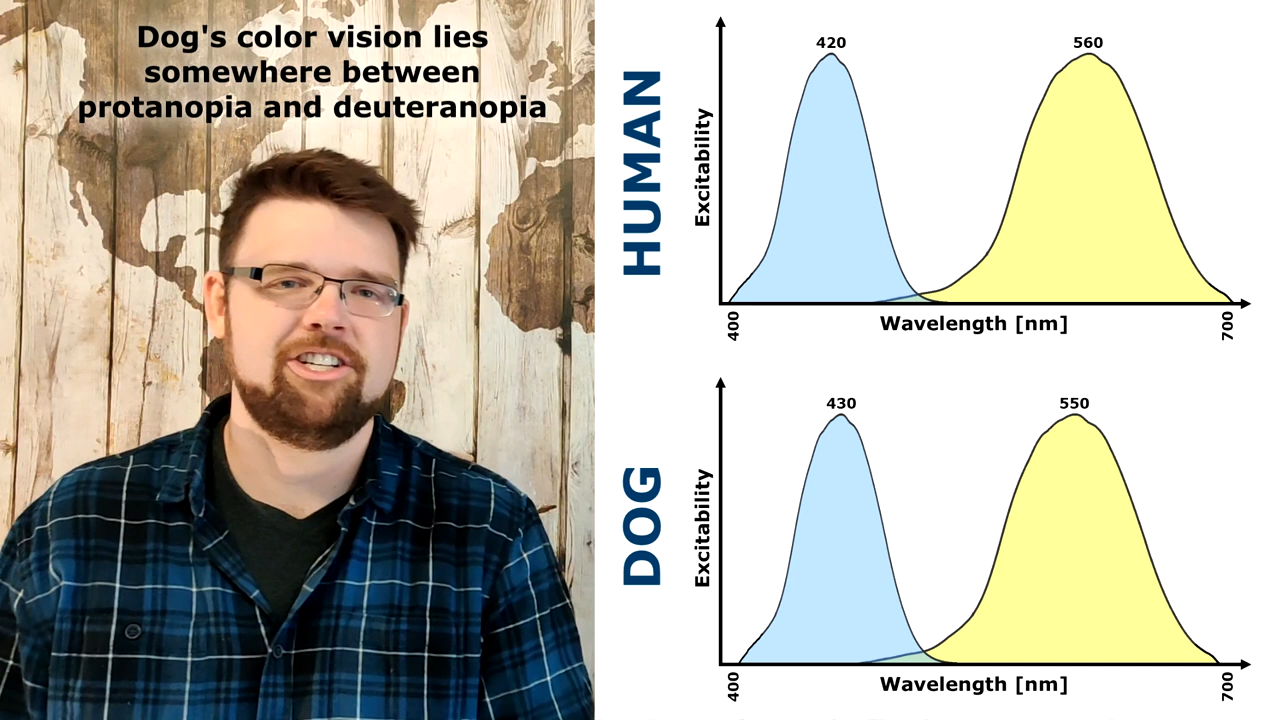 Dog's color vision lies
somewhere between
protanopia and deuteranopia
HUMAN
Excitability
420
560
400
Wavelength [nm]
700
DOG
Excitability
430
550
400
Wavelength [nm]
700